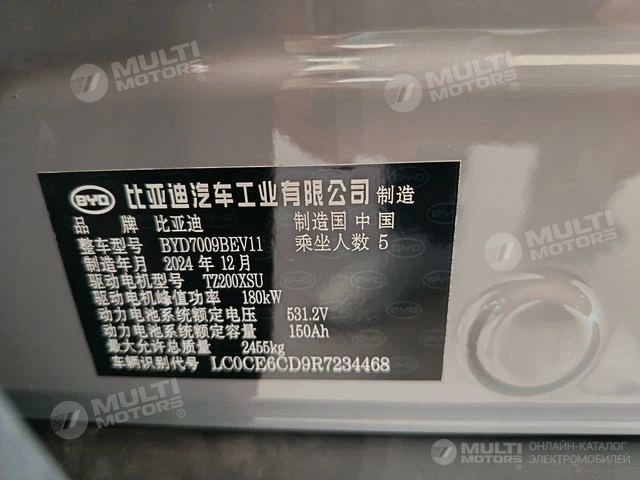 MULTI MOTORS
MULTI MOTORS
MULTI MOTORS
BYD 比亚迪汽车工业有限公司 制造
品 牌 比亚迪 制造国 中国
整车型号 BYD7009BEV11 乘坐人数 5
制造年月 2024 年 12 月
驱动电机型号 TZ200XSU
驱动电机峰值功率 180kW
动力电池系统额定电压 531.2V
动力电池系统额定容量 150Ah
最大允许总质量 2455kg
车辆识别代号 LC0CE6CD9R7234468
MULTI MOTORS
MULTI MOTORS
MULTI MOTORS
MULTI MOTORS
ОНЛАЙН-КАТАЛОГ
ЭЛЕКТРОМОБИЛЕЙ